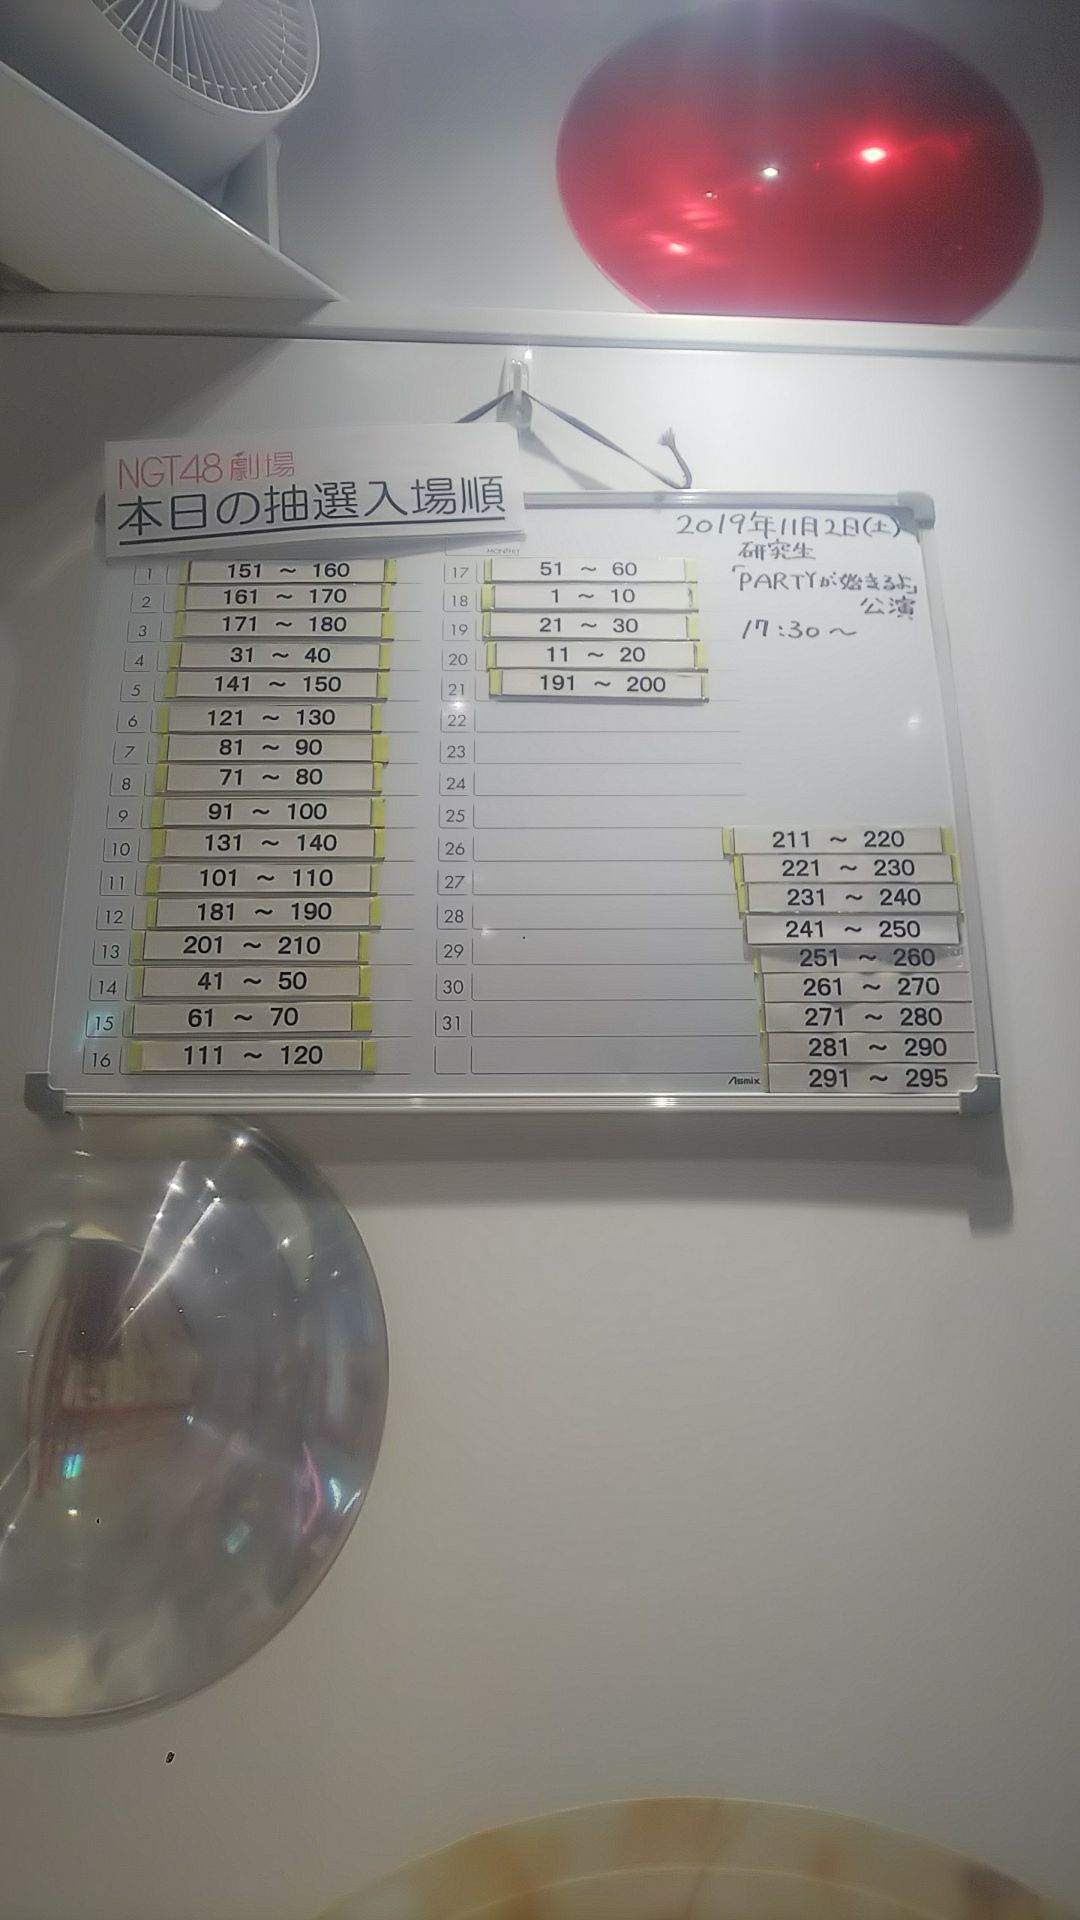 NGT48劇場
本日の抽選入場順
MONTHLY
2019年11月2日(土)
研究生
「PARTYが始まるよ」
公演
17:30〜
1 151 ～ 160
2 161 ～ 170
3 171 ～ 180
4 31 ～ 40
5 141 ～ 150
6 121 ～ 130
7 81 ～ 90
8 71 ～ 80
9 91 ～ 100
10 131 ～ 140
11 101 ～ 110
12 181 ～ 190
13 201 ～ 210
14 41 ～ 50
15 61 ～ 70
16 111 ～ 120
17 51 ～ 60
18 1 ～ 10
19 21 ～ 30
20 11 ～ 20
21 191 ～ 200
22
23
24
25
26
27
28
29
30
31
211 ～ 220
221 ～ 230
231 ～ 240
241 ～ 250
251 ～ 260
261 ～ 270
271 ～ 280
281 ～ 290
291 ～ 295
Asmix